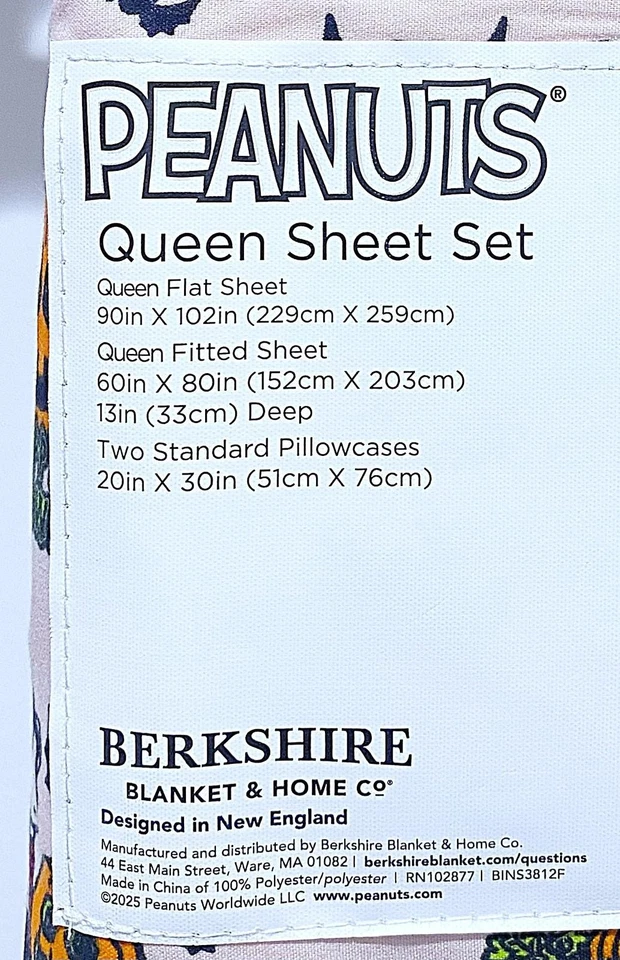 PEANUTS®
Queen Sheet Set
Queen Flat Sheet
90in X 102in (229cm X 259cm)
Queen Fitted Sheet
60in X 80in (152cm X 203cm)
13in (33cm) Deep
Two Standard Pillowcases
20in X 30in (51cm X 76cm)
BERKSHIRE
BLANKET & HOME Cº®
Designed in New England
Manufactured and distributed by Berkshire Blanket & Home Co.
44 East Main Street, Ware, MA 01082 | berkshireblanket.com/questions
Made in China of 100% Polyester/polyester | RN102877 | BINS3812F
©2025 Peanuts Worldwide LLC www.peanuts.com